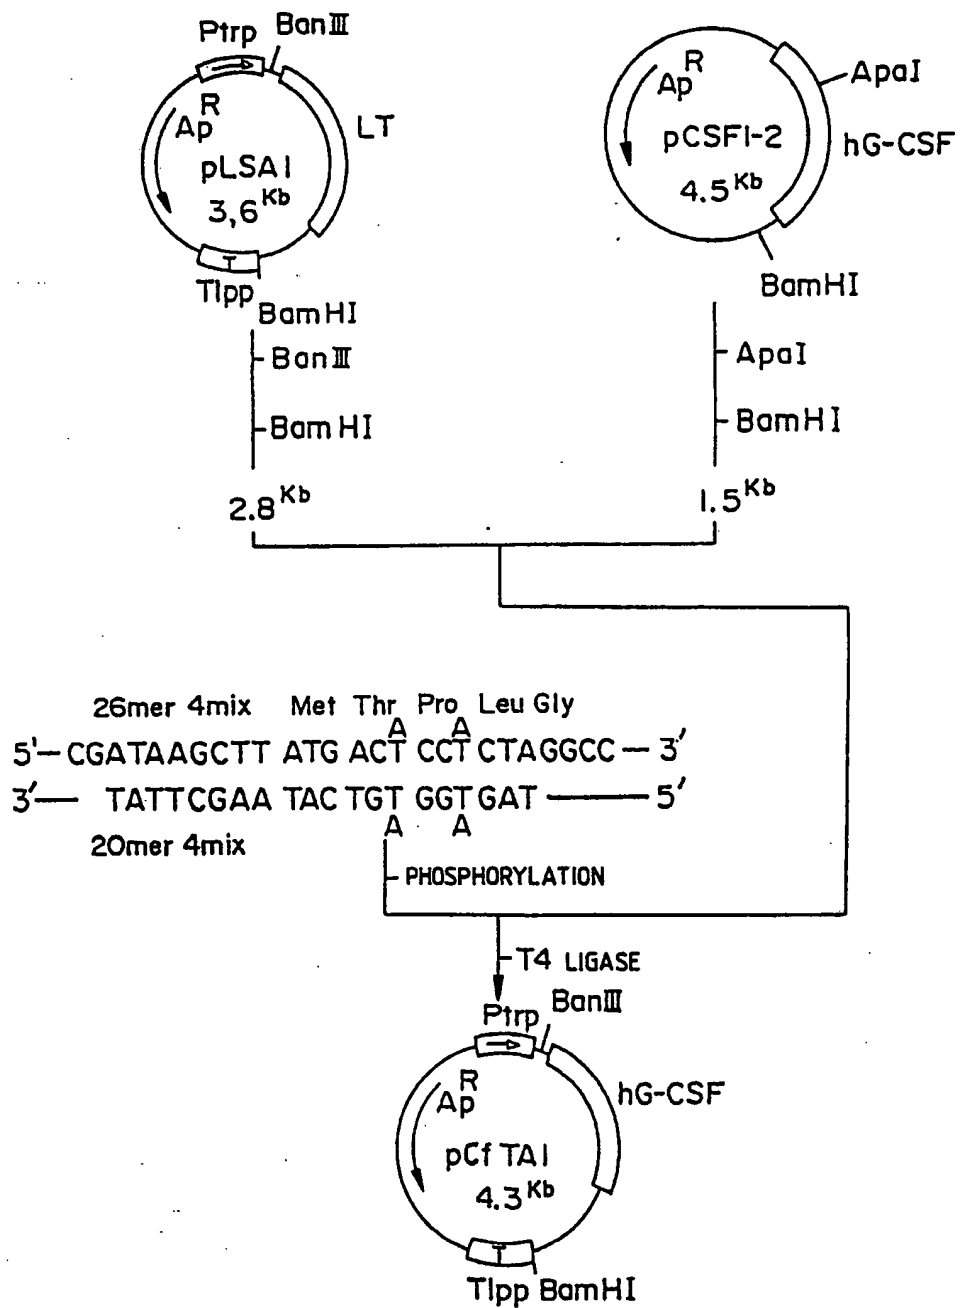 Ptrp BanⅢ
Ap R
LT
pLSA1
3,6 Kb
Tlpp
BamHI
BanⅢ
BamHI
2.8 Kb
Ap R
ApaI
pCSF1-2
hG-CSF
4.5 Kb
BamHI
ApaI
BamHI
1.5 Kb
26mer 4mix Met Thr Pro Leu Gly
A A
5'— CGATAAGCTT ATG ACT CCT CTAGGCC — 3'
3'— TATTCGAA TAC TGT GGT GAT — 5'
A A
20mer 4mix
PHOSPHORYLATION
T4 LIGASE
Ptrp BanⅢ
Ap R
hG-CSF
pCfTA1
4.3 Kb
T
Tlpp BamHI